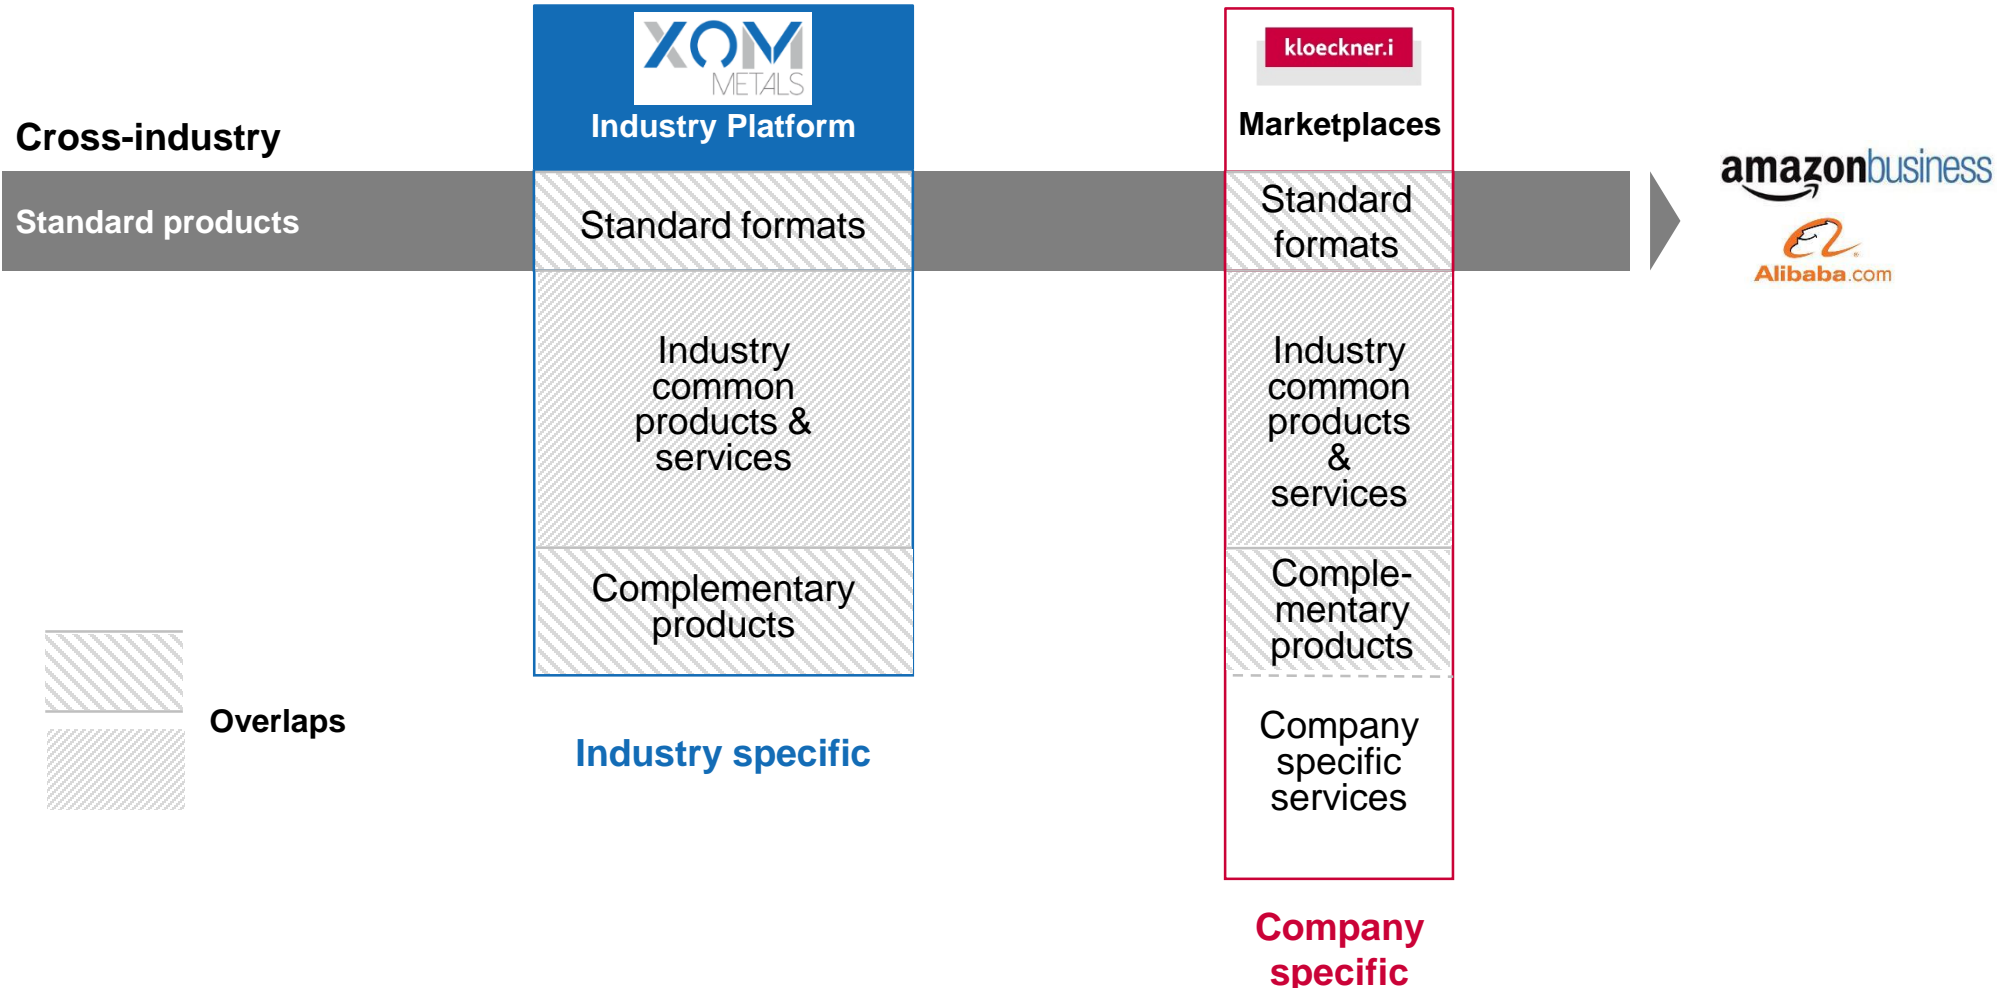 XOM
METALS
Industry Platform
kloeckner.i
Marketplaces
Cross-industry
Standard products
Standard formats
Standard
formats
amazonbusiness
Alibaba.com
Industry
common
products &
services
Industry
common
products
&
services
Complementary
products
Comple-
mentary
products
Overlaps
Industry specific
Company
specific
services
Company
specific